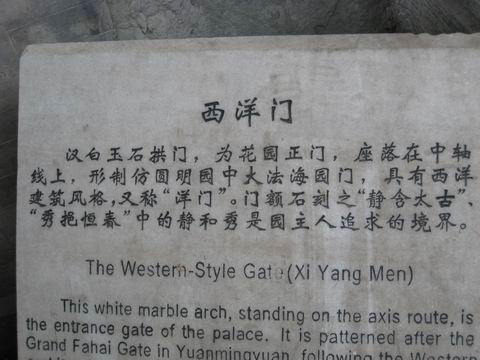 西洋门
汉白玉石拱门，为花园正门，座落在中轴
线上，形制仿圆明园中大法海园门，具有西洋
建筑风格，又称“洋门”。门额石刻之“静含太古”、
“秀挹恒春”中的静和秀是园主人追求的境界。
The Western-Style Gate(Xi Yang Men)
This white marble arch, standing on the axis route, is
the entrance gate of the palace. It is patterned after the
Grand Fahai Gate in Yuanmingyuan, following the Western